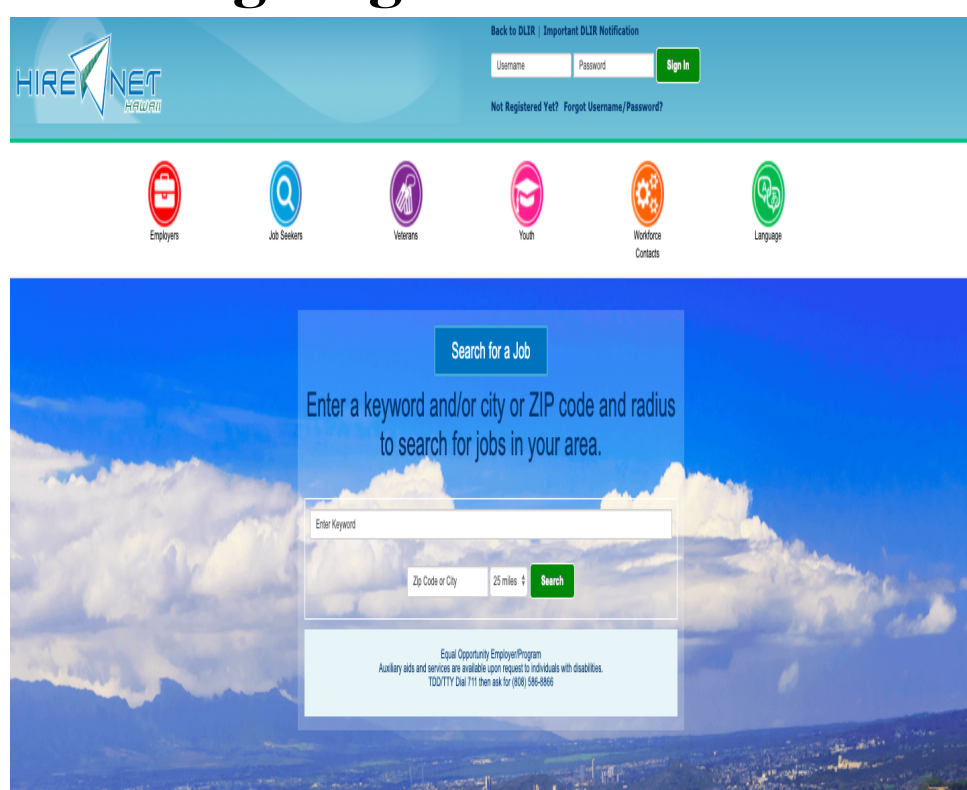 Back to DLIR | Important DLIR Notification
Username Password Sign In
HIRE NET
HAWAII
Not Registered Yet? Forgot Username/Password?
Employers
Job Seekers
Veterans
Youth
Workforce
Contacts
Language
Search for a Job
Enter a keyword and/or city or ZIP code and radius
to search for jobs in your area.
Enter Keyword
Zip Code or City 25 miles Search
Equal Opportunity Employer/Program
Auxiliary aids and services are available upon request to individuals with disabilities.
TDD/TTY Dial 711 then ask for (808) 586-8866